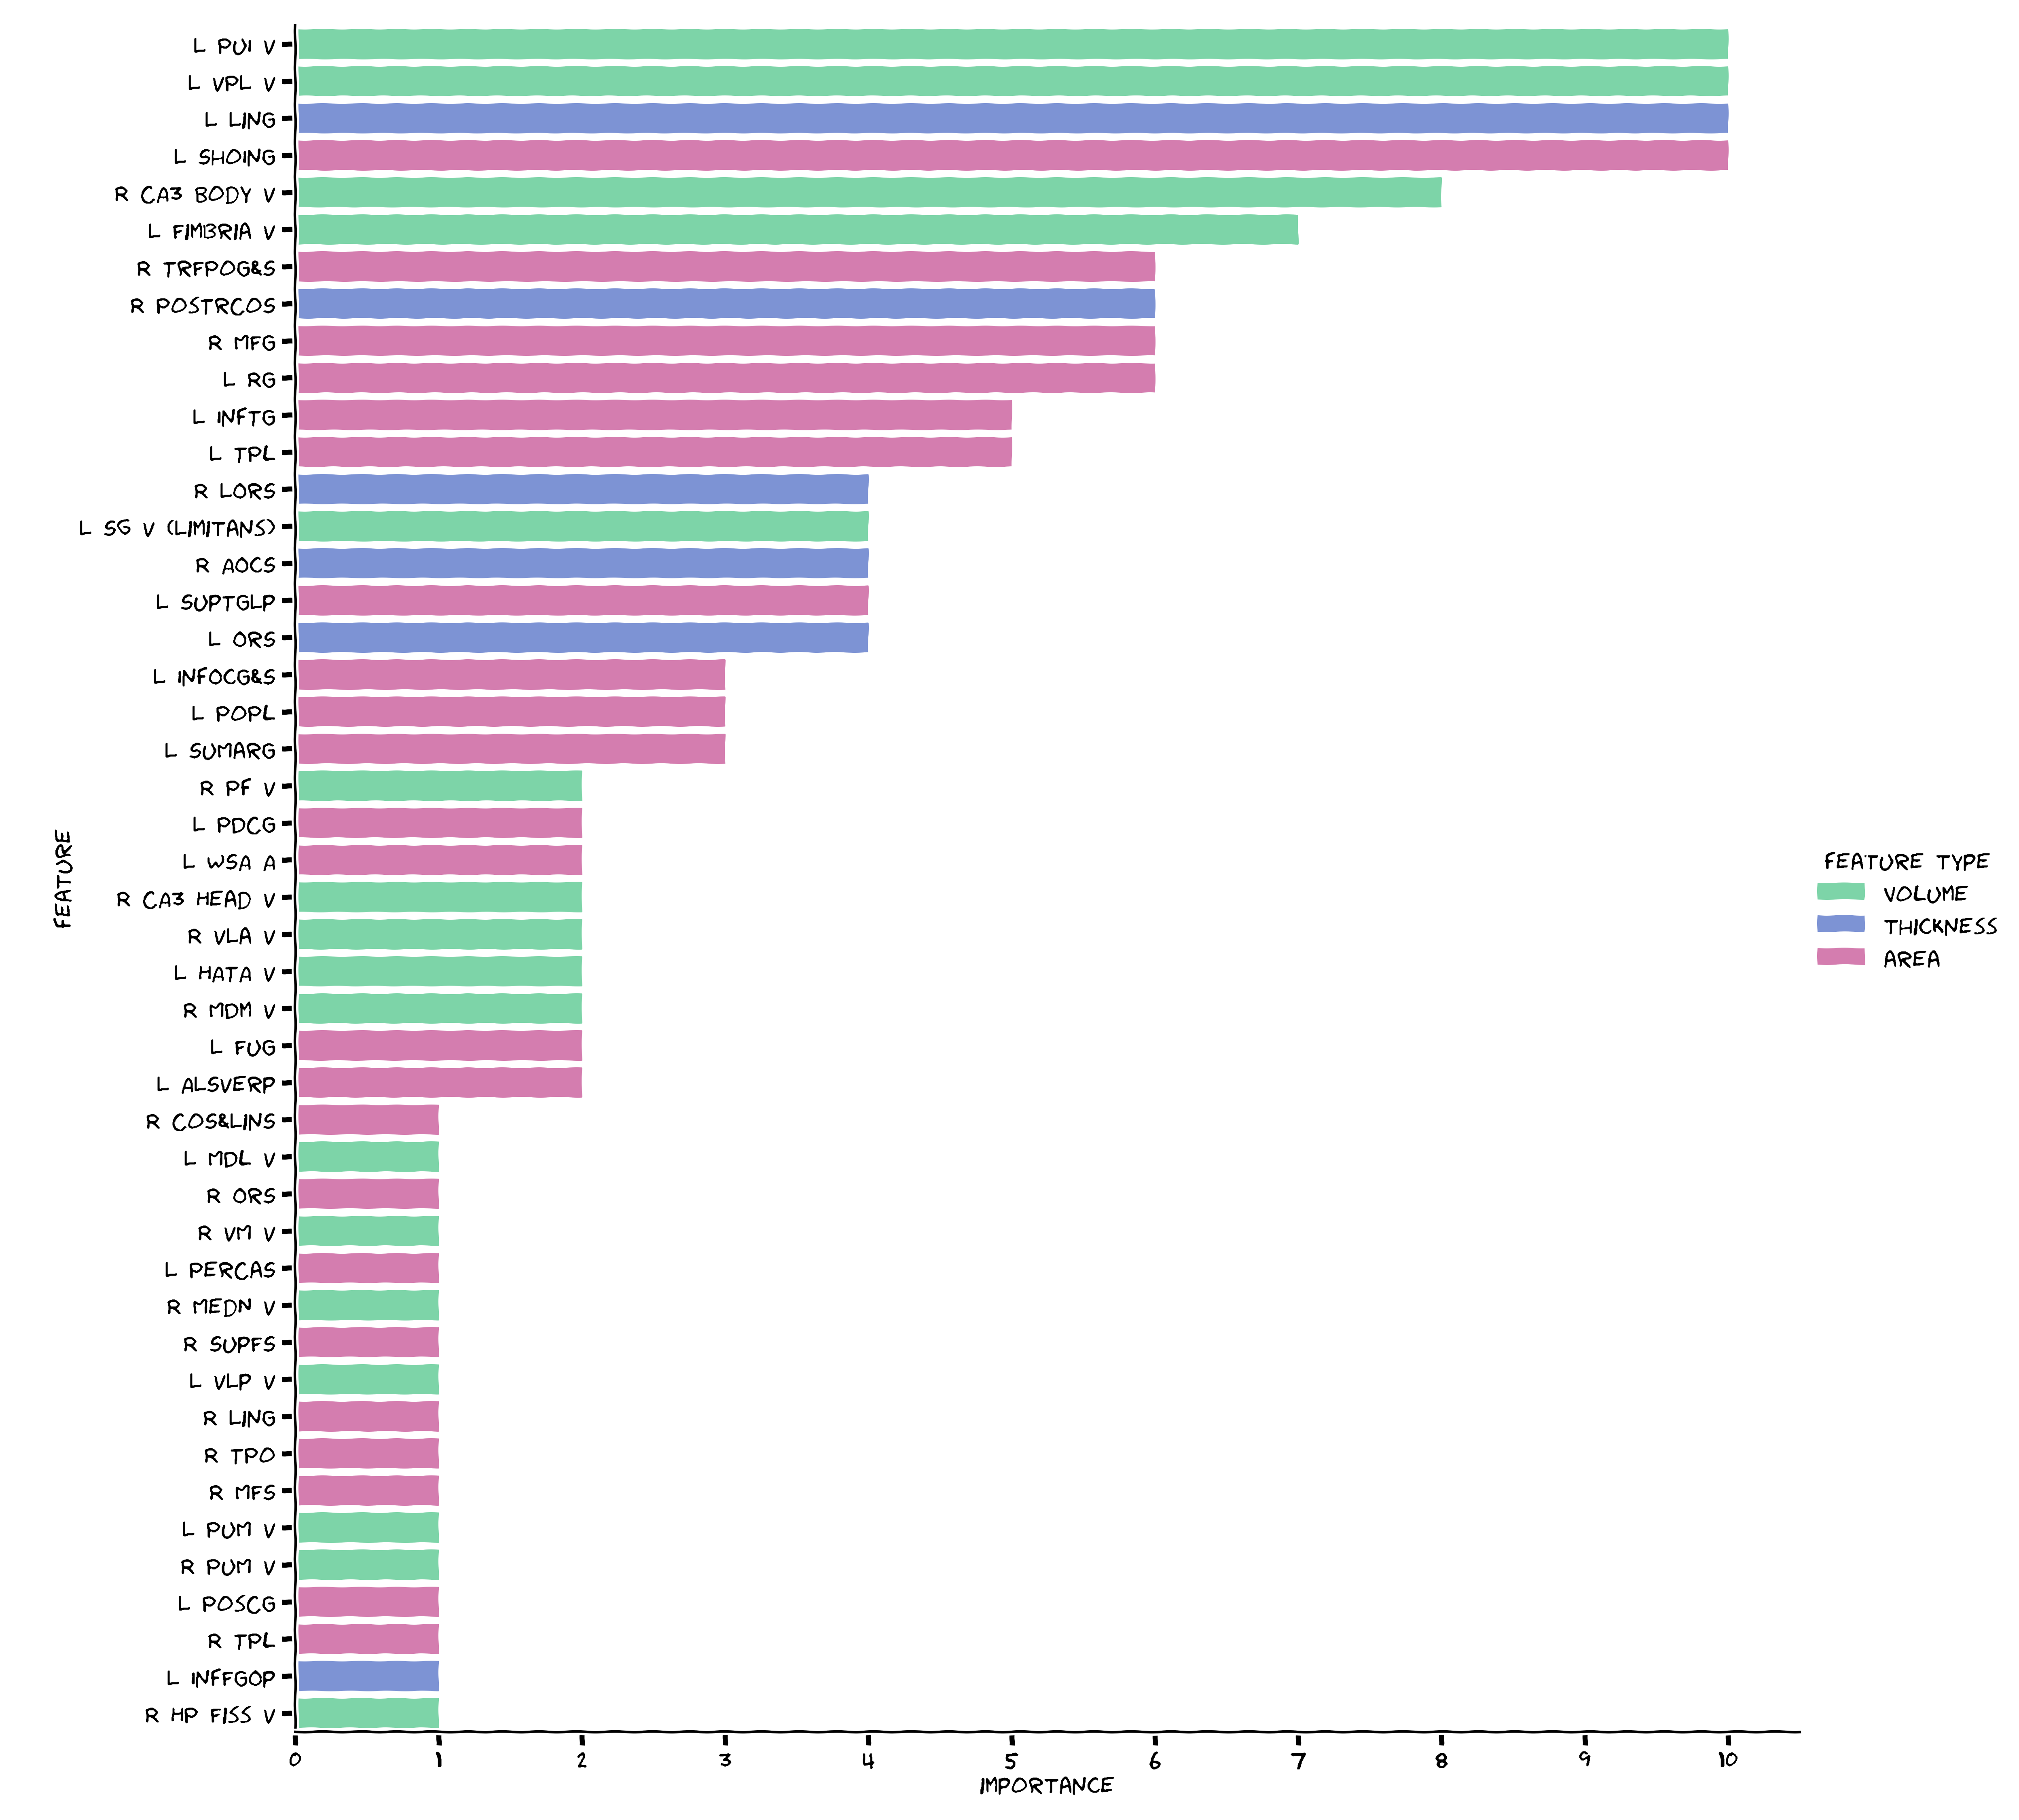 L PUI V
L VPL V
L LING
L SHOING
R CA3 BODY V
L FIMBRIA V
R TRFPOG&S
R POSTRCOS
R MFG
L RG
L INFTG
L TPL
R LORS
L SG V (LIMITANS)
R AOCS
L SUPTGLP
L ORS
L INFOCG&S
L POPL
L SUMARG
R PF V
L PDCG
L WSA A
R CA3 HEAD V
R VLA V
L HATA V
R MDM V
L FUG
L ALSVERP
R COS&LINS
L MDL V
R ORS
R VM V
L PERCAS
R MEDN V
R SUPFS
L VLP V
R LING
R TPO
R MFS
L PUM V
R PUM V
L POSCG
R TPL
L INFFGOP
R HP FISS V
FEATURE
0 1 2 3 4 5 6 7 8 9 10
IMPORTANCE
FEATURE TYPE
VOLUME
THICKNESS
AREA